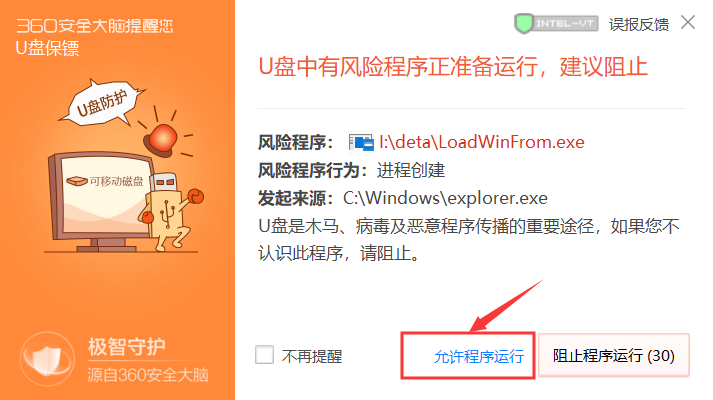 360安全大脑提醒您
U盘保镖
U盘防护
可移动磁盘
极智守护
源自360安全大脑
INTEL-VT
误报反馈
U盘中有风险程序正准备运行，建议阻止
风险程序： I:\deta\LoadWinFrom.exe
风险程序行为：进程创建
发起来源：C:\Windows\explorer.exe
U盘是木马、病毒及恶意程序传播的重要途径，如果您不
认识此程序，请阻止。
不再提醒
允许程序运行
阻止程序运行 (30)